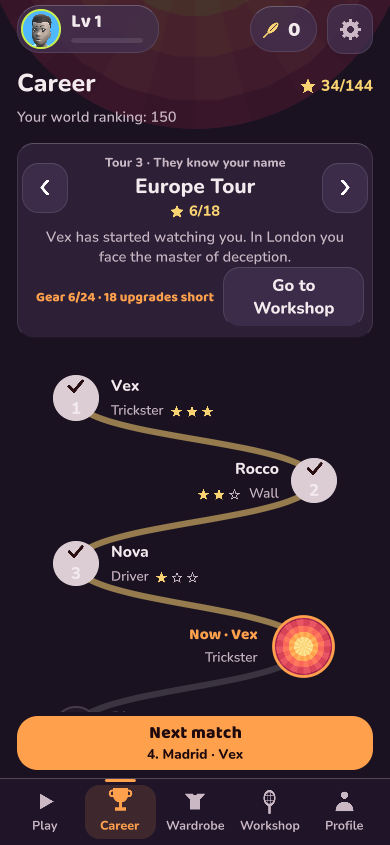 Lv 1
0
Career
34/144
Your world ranking: 150
Tour 3 · They know your name
Europe Tour
6/18
Vex has started watching you. In London you
face the master of deception.
Gear 6/24 · 18 upgrades short
Go to
Workshop
Vex
1
Trickster
Rocco
2
Wall
Nova
3
Driver
Now · Vex
Trickster
Next match
4. Madrid · Vex
Play
Career
Wardrobe
Workshop
Profile